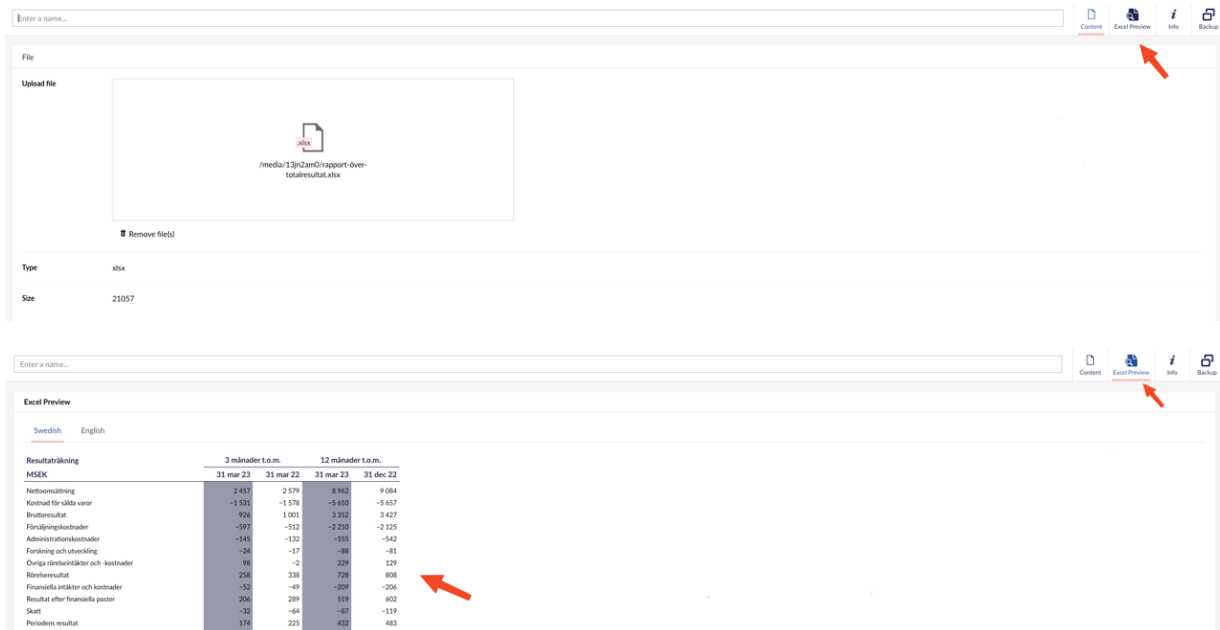 Enter a name...
Content Excel Preview Info Backup
File
Upload file
.xlsx
/media/13jn2am0/rapport-över-
totalresultat.xlsx
Remove file(s)
Type xlsx
Size 21057
Enter a name...
Content Excel Preview Info Backup
Excel Preview
Swedish English
Resultaträkning 3 månader t.o.m. 12 månader t.o.m.
MSEK 31 mar 23 31 mar 22 31 mar 23 31 dec 22
Nettoomsättning 2 457 2 579 8 962 9 084
Kostnad för sålda varor −1 531 −1 578 −5 610 −5 657
Bruttoresultat 926 1 001 3 352 3 427
Försäljningskostnader −597 −512 −2 210 −2 125
Administrationskostnader −145 −132 −555 −542
Forskning och utveckling −24 −17 −88 −81
Övriga rörelseintäkter och -kostnader 98 −2 229 129
Rörelseresultat 258 338 728 808
Finansiella intäkter och kostnader −52 −49 −209 −206
Resultat efter finansiella poster 206 289 519 602
Skatt −32 −64 −87 −119
Periodens resultat 174 225 432 483